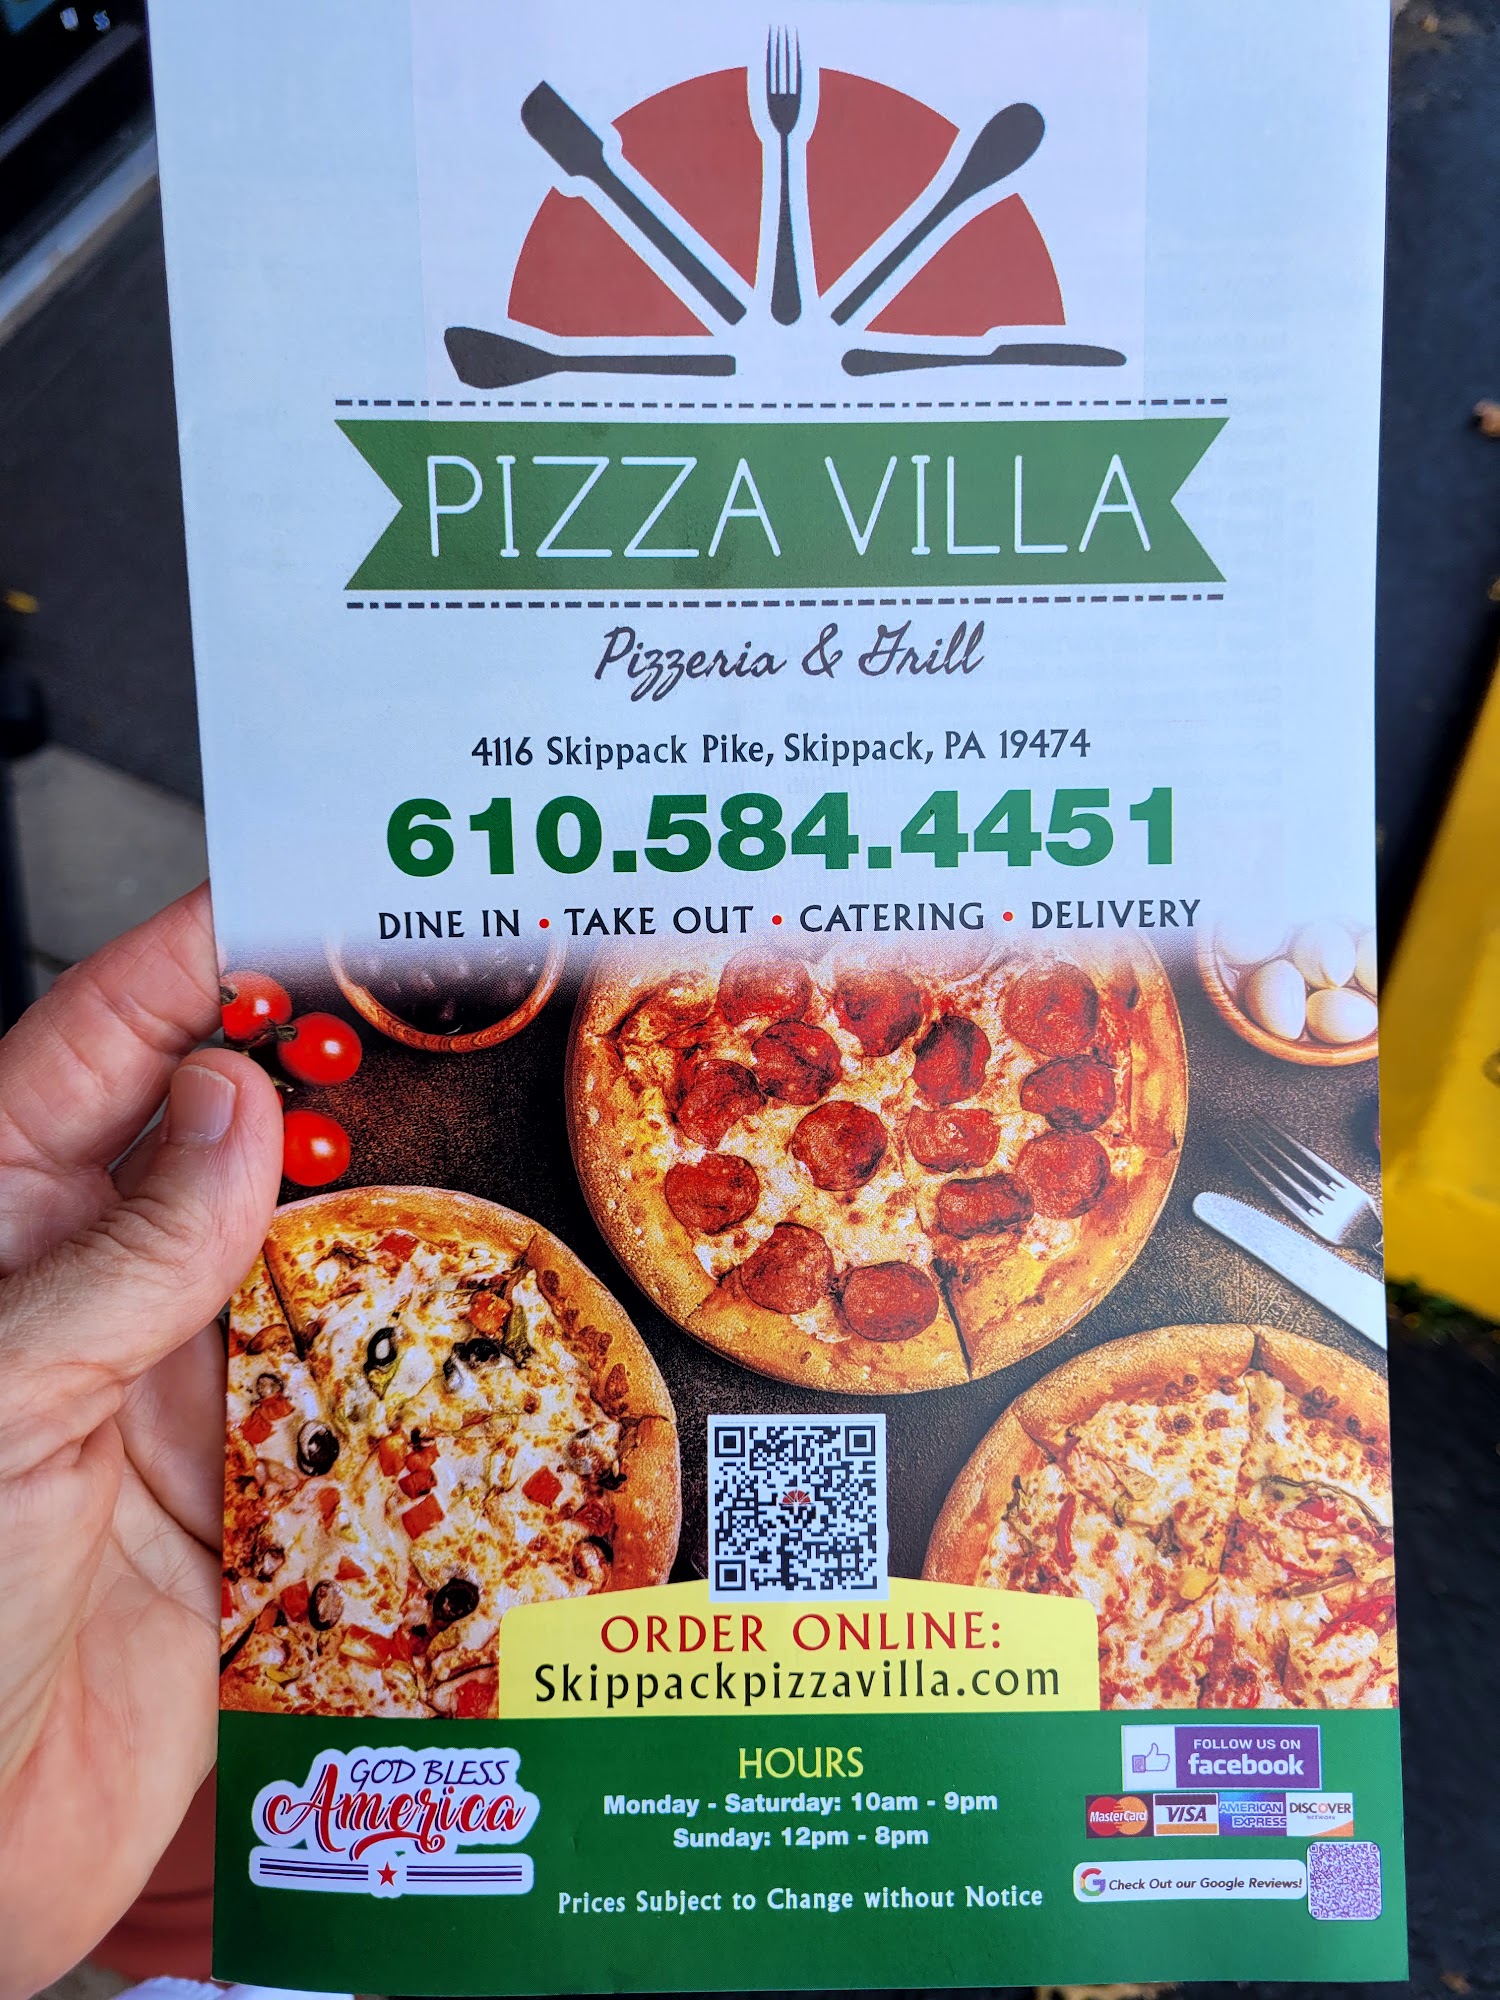 PIZZA VILLA
Pizzeria & Grill
4116 Skippack Pike, Skippack, PA 19474
610.584.4451
DINE IN • TAKE OUT • CATERING • DELIVERY
ORDER ONLINE:
Skippackpizzavilla.com
GOD BLESS
America
HOURS
Monday - Saturday: 10am - 9pm
Sunday: 12pm - 8pm
Prices Subject to Change without Notice
FOLLOW US ON
facebook
MasterCard
VISA
AMERICAN
EXPRESS
DISCOVER
NETWORK
G Check Out our Google Reviews!